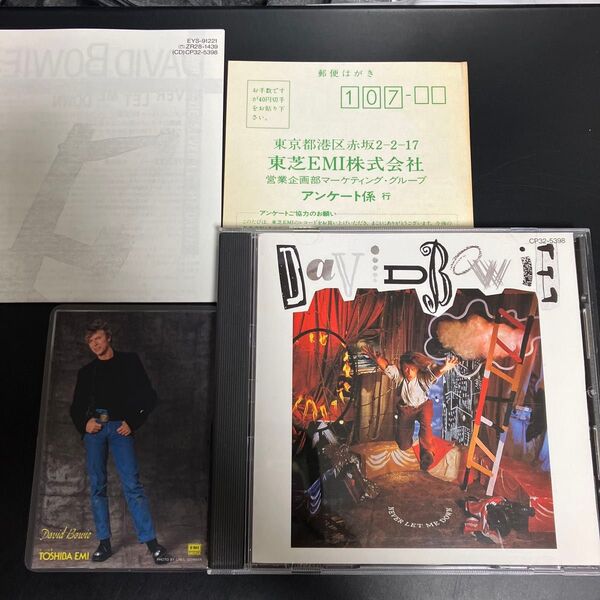 EYS-91221
ZR28-1439
(CD)CP32-5398
DAVID BOWIE
NEVER LET ME DOWN
郵便はがき
お手数です
が40円切手
をお貼り下
さい。
107-
東京都港区赤坂2-2-17
東芝EMI株式会社
営業企画部マーケティング・グループ
アンケート係 行
アンケートご協力のお願い
CP32-5398
DaViD BoWiE
NEVER LET ME DOWN
David Bowie
TOSHIBA EMI
EMI